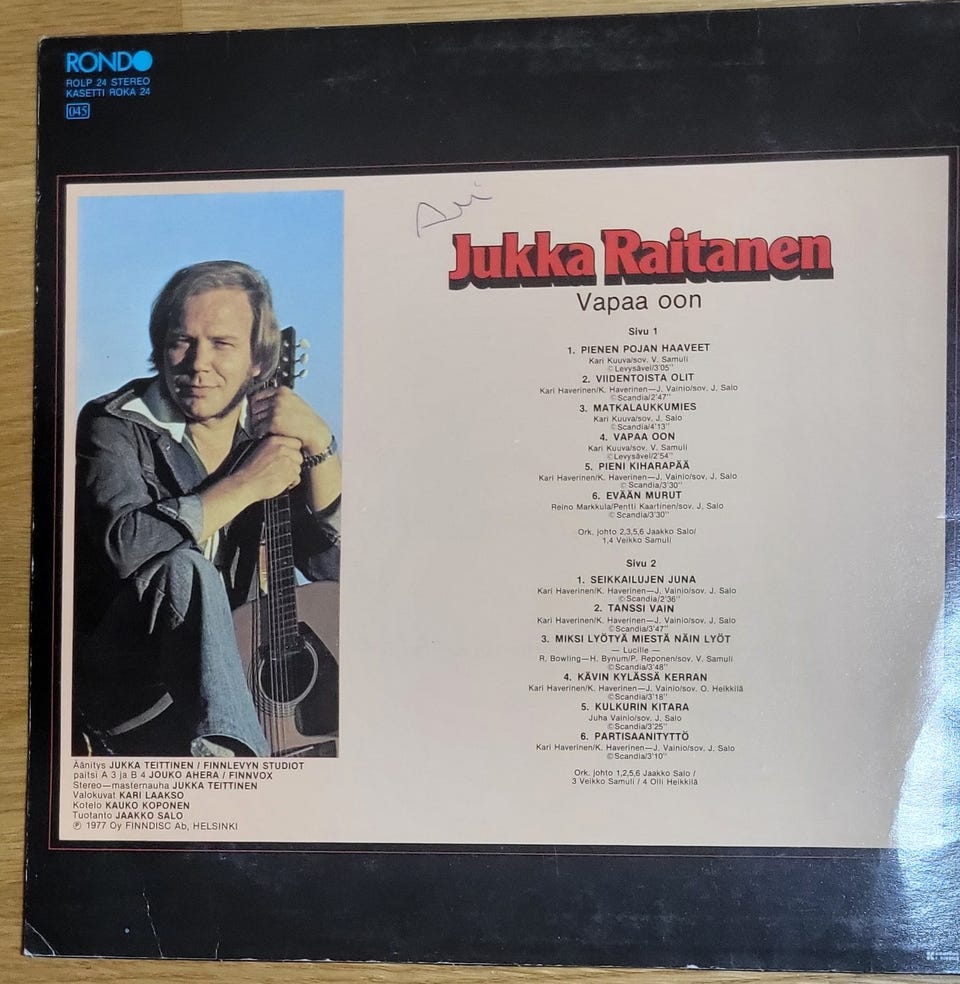 RONDO
ROLP 24 STEREO
KASETTI ROKA 24
045
Jukka Raitanen
Vapaa oon
Sivu 1
1. PIENEN POJAN HAAVEET
Kari Kuuva/sov. V. Samuli
© Levysävel/3'05"
2. VIIDENTOISTA OLIT
Kari Haverinen/K. Haverinen—J. Vainio/sov. J. Salo
© Scandia/2'47"
3. MATKALAUKKUMIES
Kari Kuuva/sov. J. Salo
© Scandia/4'13"
4. VAPAA OON
Kari Kuuva/sov. V. Samuli
© Levysävel/2'54"
5. PIENI KIHARAPÄÄ
Kari Haverinen/K. Haverinen—J. Vainio/sov. J. Salo
© Scandia/3'30"
6. EVÄÄN MURUT
Reino Markkula/Pentti Kaartinen/sov. J. Salo
© Scandia/3'30"
Ork. johto 2,3,5,6 Jaakko Salo/
1,4 Veikko Samuli
Sivu 2
1. SEIKKAILUJEN JUNA
Kari Haverinen/K. Haverinen—J. Vainio/sov. J. Salo
© Scandia/2'36"
2. TANSSI VAIN
Kari Haverinen/K. Haverinen—J. Vainio/sov. J. Salo
© Scandia/3'47"
3. MIKSI LYÖTYÄ MIESTÄ NÄIN LYÖT
— Lucille —
R. Bowling—H. Bynum/P. Reponen/sov. V. Samuli
© Scandia/3'48"
4. KÄVIN KYLÄSSÄ KERRAN
Kari Haverinen/K. Haverinen—J. Vainio/sov. O. Heikkilä
© Scandia/3'18"
5. KULKURIN KITARA
Juha Vainio/sov. J. Salo
© Scandia/3'25"
6. PARTISAANITYTTÖ
Kari Haverinen/K. Haverinen—J. Vainio/sov. J. Salo
© Scandia/3'10"
Ork. johto 1,2,5,6 Jaakko Salo /
3 Veikko Samuli / 4 Olli Heikkilä
Äänitys JUKKA TEITTINEN / FINNLEVYN STUDIOT
paitsi A 3 ja B 4 JOUKO AHERA / FINNVOX
Stereo—masternauha JUKKA TEITTINEN
Valokuvat KARI LAAKSO
Kotelo KAUKO KOPONEN
Tuotanto JAAKKO SALO
℗ 1977 Oy FINNDISC Ab, HELSINKI